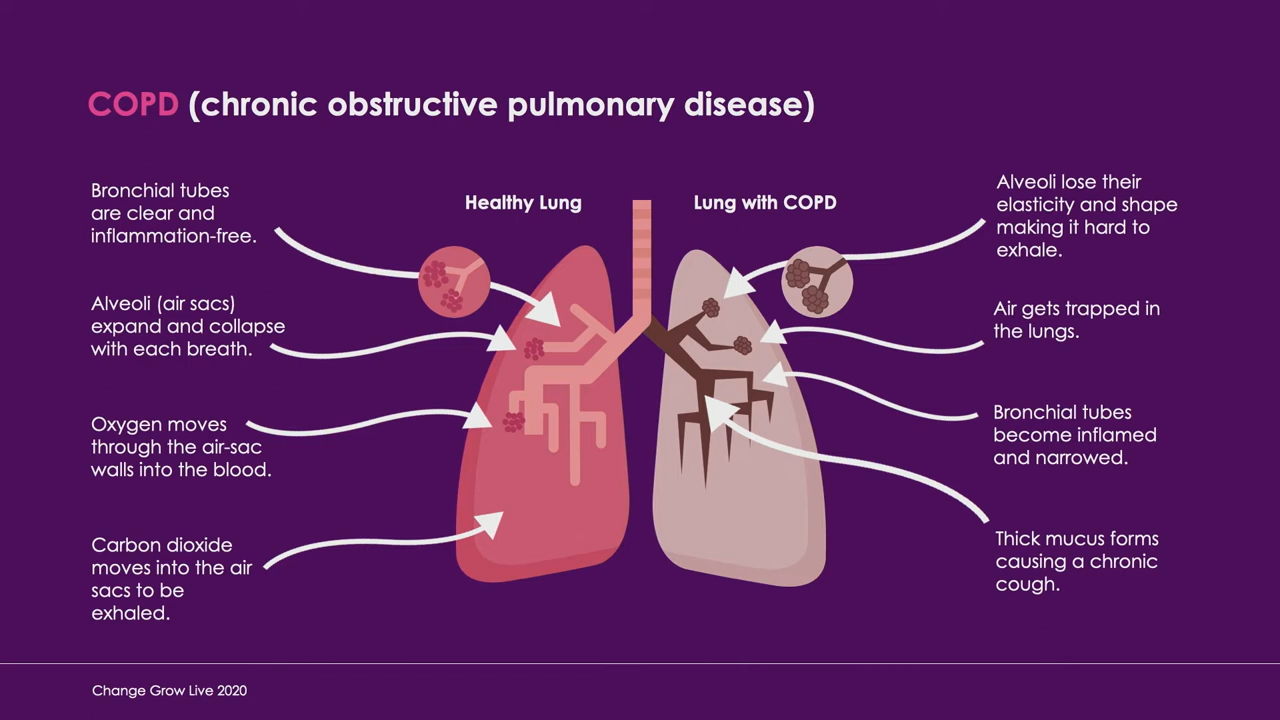 COPD (chronic obstructive pulmonary disease)
Healthy Lung
Lung with COPD
Bronchial tubes
are clear and
inflammation-free.
Alveoli (air sacs)
expand and collapse
with each breath.
Oxygen moves
through the air-sac
walls into the blood.
Carbon dioxide
moves into the air
sacs to be
exhaled.
Alveoli lose their
elasticity and shape
making it hard to
exhale.
Air gets trapped in
the lungs.
Bronchial tubes
become inflamed
and narrowed.
Thick mucus forms
causing a chronic
cough.
Change Grow Live 2020